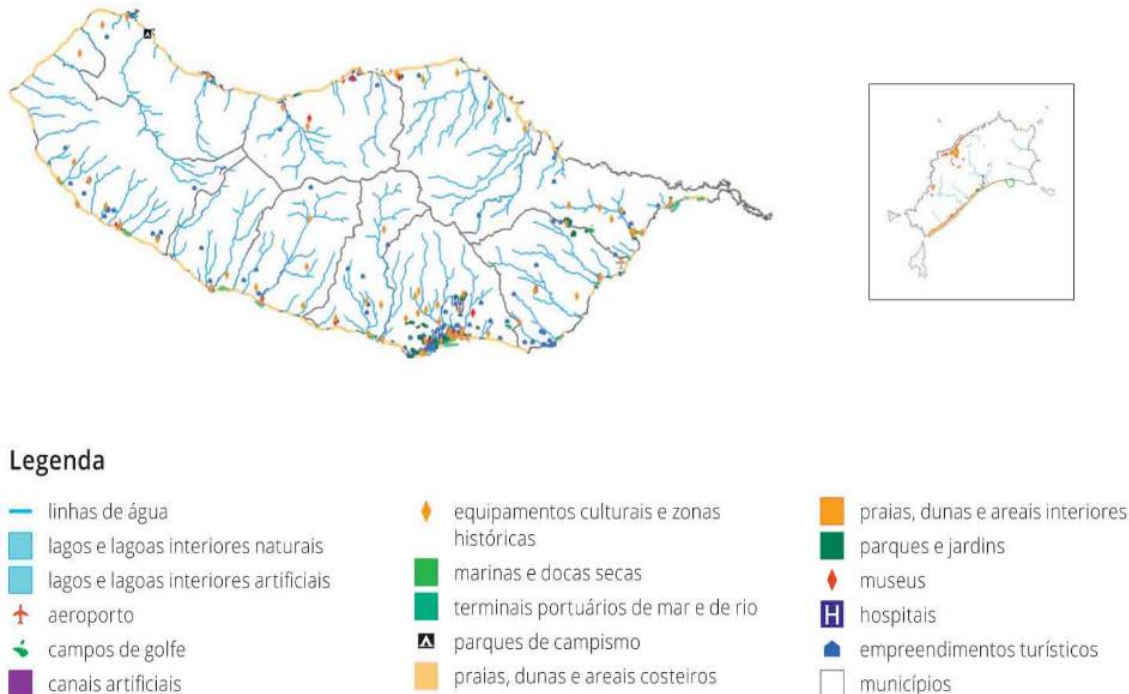 Legenda
linhas de água
lagos e lagoas interiores naturais
lagos e lagoas interiores artificiais
aeroporto
campos de golfe
canais artificiais
equipamentos culturais e zonas
históricas
marinas e docas secas
terminais portuários de mar e de rio
parques de campismo
praias, dunas e areais costeiros
praias, dunas e areais interiores
parques e jardins
museus
H hospitais
empreendimentos turísticos
municípios